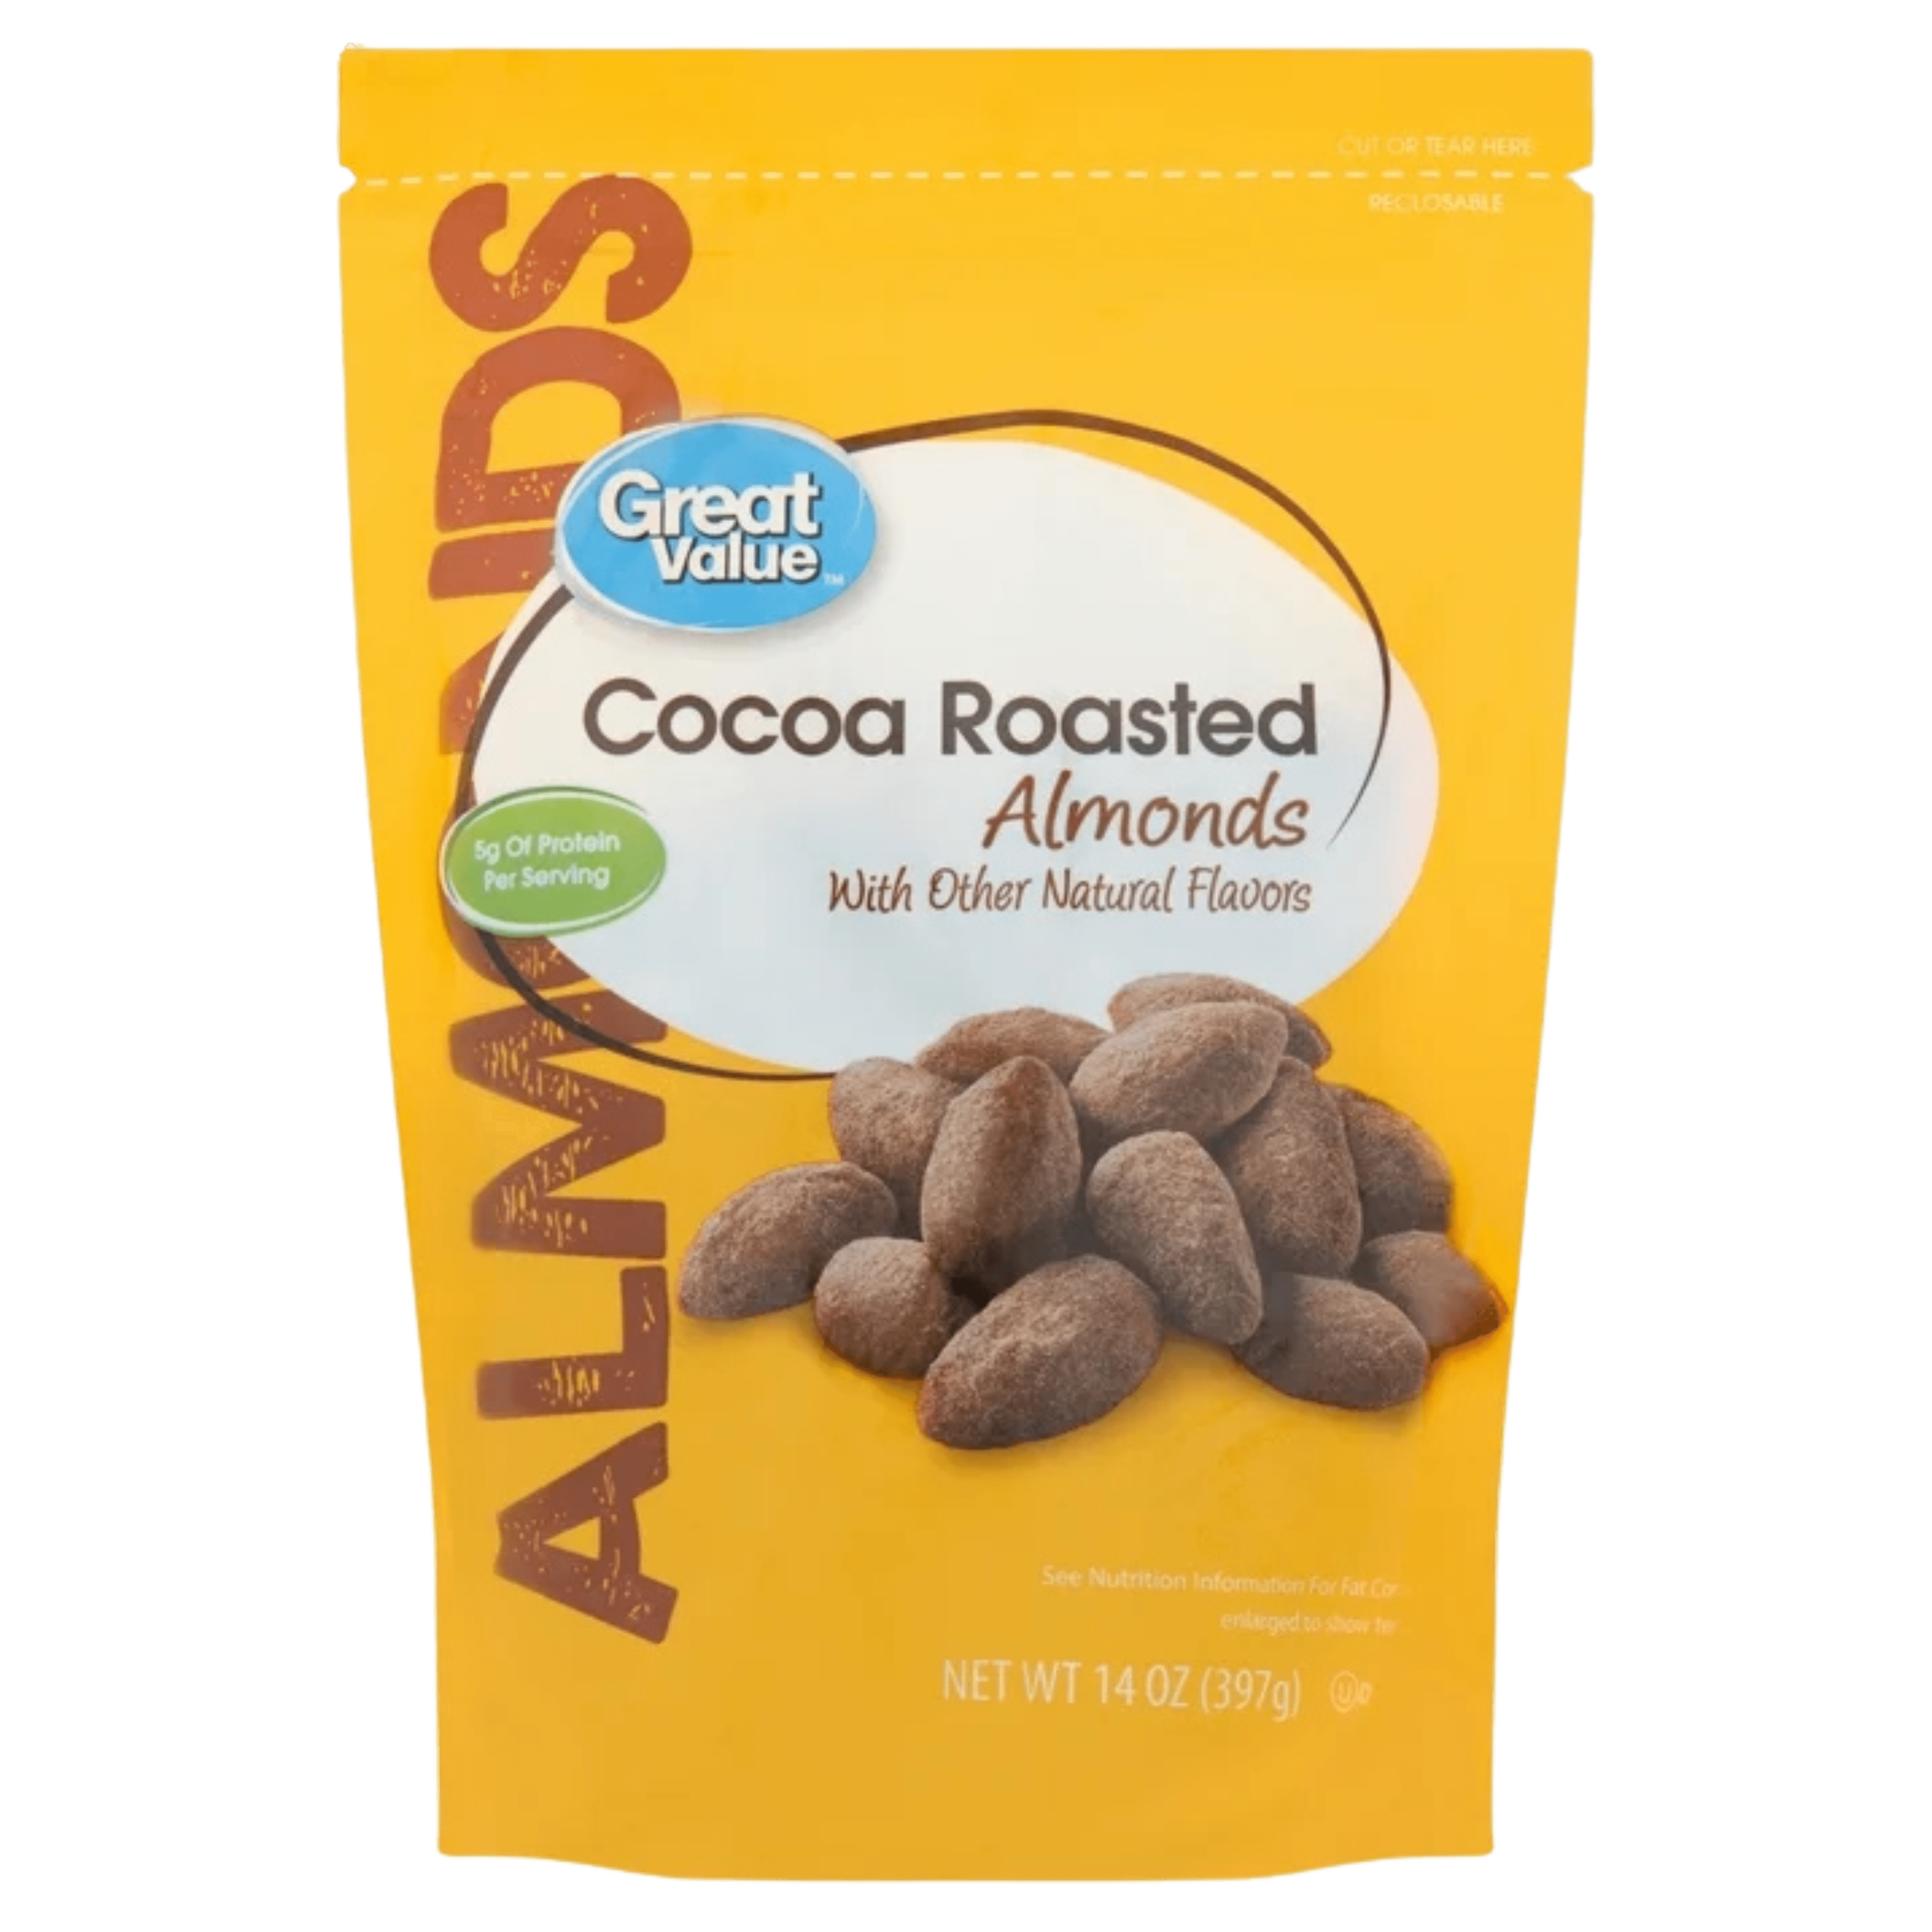 CUT OR TEAR HERE
RECLOSABLE
ALMONDS
Great
Value
TM
Cocoa Roasted
Almonds
With Other Natural Flavors
5g Of Protein
Per Serving
See Nutrition Information For Fat
enlarged to show
NET WT 14 OZ (397g) U D